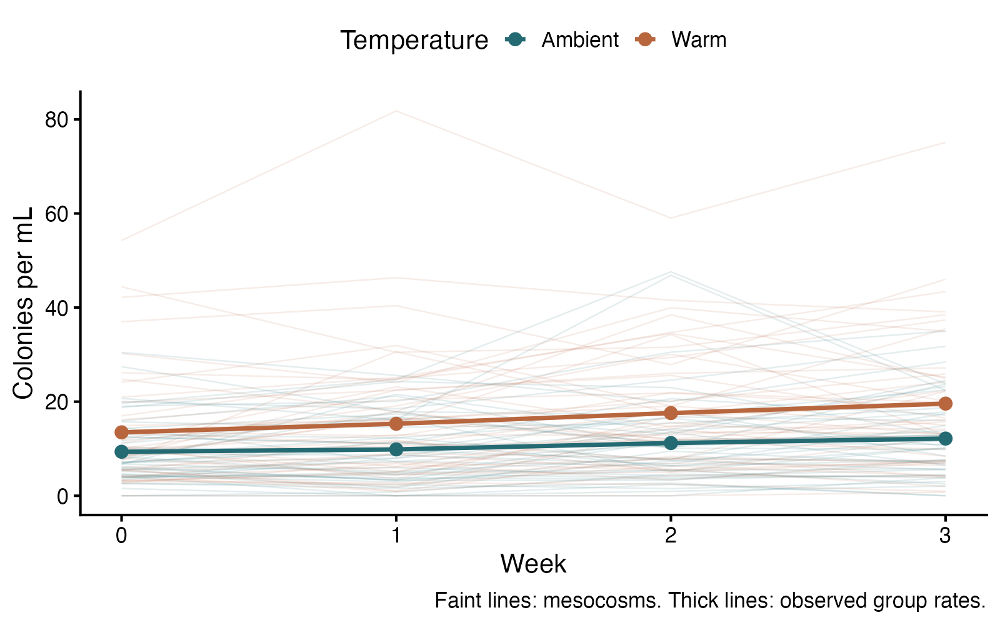 Temperature Ambient Warm
Colonies per mL
80
60
40
20
0
0 1 2 3
Week
Faint lines: mesocosms. Thick lines: observed group rates.